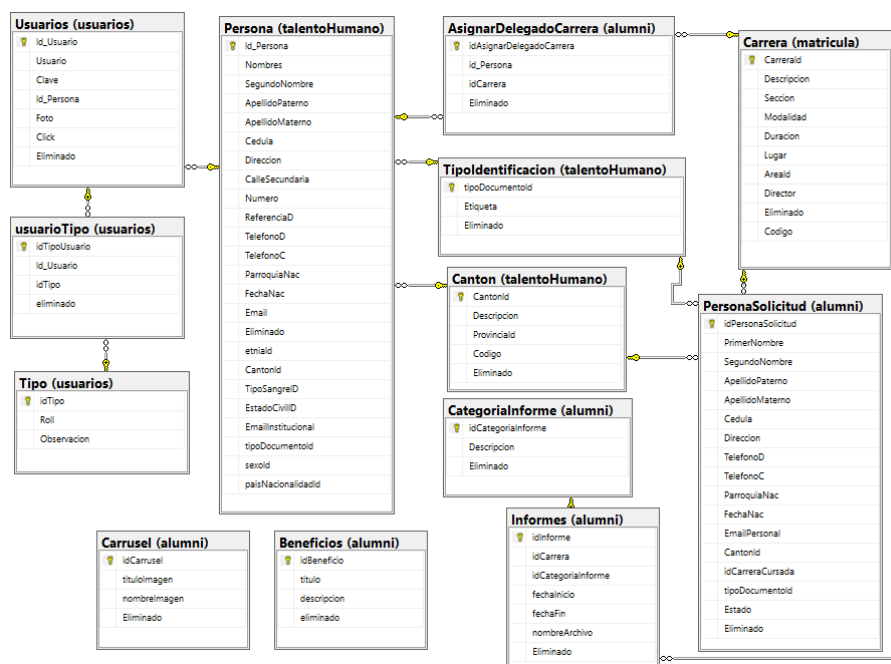 Usuarios (usuarios)
Id_Usuario
Usuario
Clave
Id_Persona
Foto
Click
Eliminado
usuarioTipo (usuarios)
idTipoUsuario
Id_Usuario
idTipo
eliminado
Tipo (usuarios)
idTipo
Roll
Observacion
Persona (talentoHumano)
Id_Persona
Nombres
SegundoNombre
ApellidoPaterno
ApellidoMaterno
Cedula
Direccion
CalleSecundaria
Numero
ReferenciaD
TelefonoD
TelefonoC
ParroquiaNac
FechaNac
Email
Eliminado
etniaId
CantonId
TipoSangreID
EstadoCivilID
EmailInstitucional
tipoDocumentoId
sexoId
paisNacionalidadId
AsignarDelegadoCarrera (alumni)
idAsignarDelegadoCarrera
id_Persona
idCarrera
Eliminado
TipoIdentificacion (talentoHumano)
tipoDocumentoId
Etiqueta
Eliminado
Canton (talentoHumano)
CantonId
Descripcion
ProvinciaId
Codigo
Eliminado
CategoriaInforme (alumni)
idCategoriaInforme
Descripcion
Eliminado
Carrera (matricula)
CarreraId
Descripcion
Seccion
Modalidad
Duracion
Lugar
AreaId
Director
Eliminado
Codigo
PersonaSolicitud (alumni)
idPersonaSolicitud
PrimerNombre
SegundoNombre
ApellidoPaterno
ApellidoMaterno
Cedula
Direccion
TelefonoD
TelefonoC
ParroquiaNac
FechaNac
EmailPersonal
CantonId
idCarreraCursada
tipoDocumentoId
Estado
Eliminado
Carrusel (alumni)
idCarrusel
tituloImagen
nombreImagen
Eliminado
Beneficios (alumni)
idBeneficio
titulo
descripcion
eliminado
Informes (alumni)
idInforme
idCarrera
idCategoriaInforme
fechaInicio
fechaFin
nombreArchivo
Eliminado